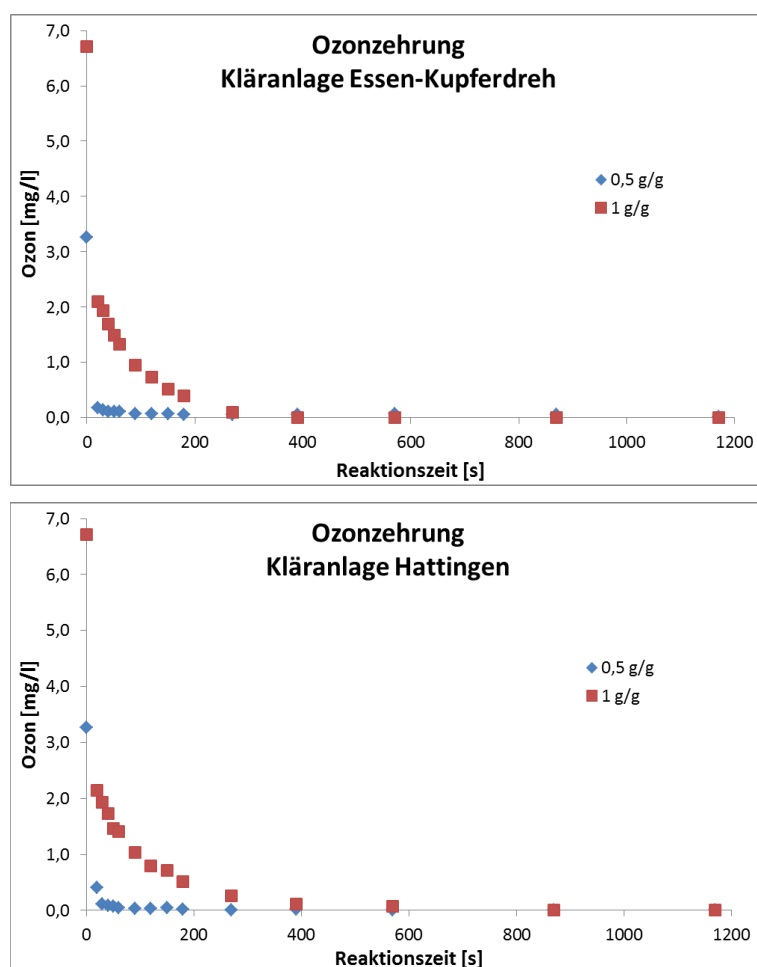 Ozonzehrung
Kläranlage Essen-Kupferdreh
7,0
6,0
5,0
4,0
3,0
2,0
1,0
0,0
Ozon [mg/l]
0,5 g/g
1 g/g
0 200 400 600 800 1000 1200
Reaktionszeit [s]
Ozonzehrung
Kläranlage Hattingen
7,0
6,0
5,0
4,0
3,0
2,0
1,0
0,0
Ozon [mg/l]
0,5 g/g
1 g/g
0 200 400 600 800 1000 1200
Reaktionszeit [s]